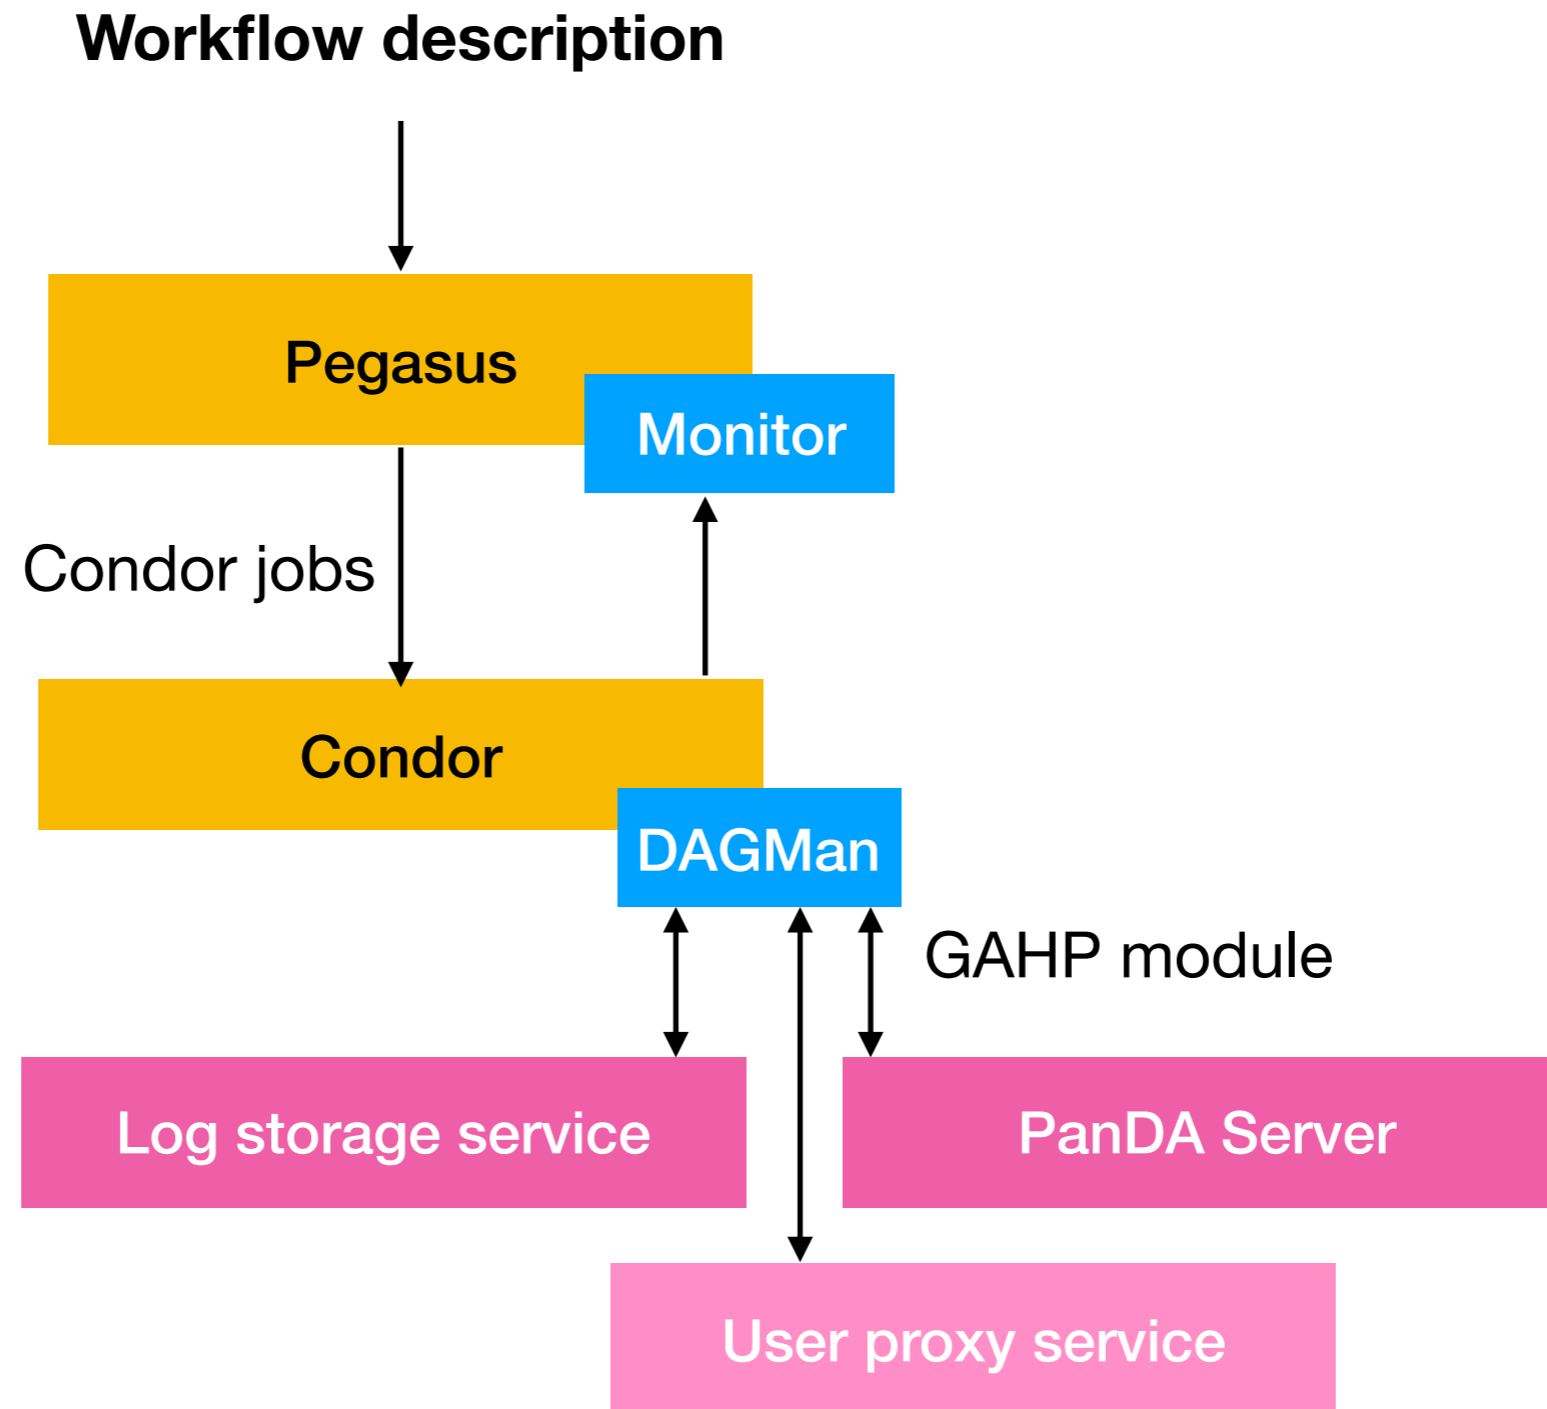 Workflow description
Pegasus
Monitor
Condor jobs
Condor
DAGMan
GAHP module
Log storage service
PanDA Server
User proxy service